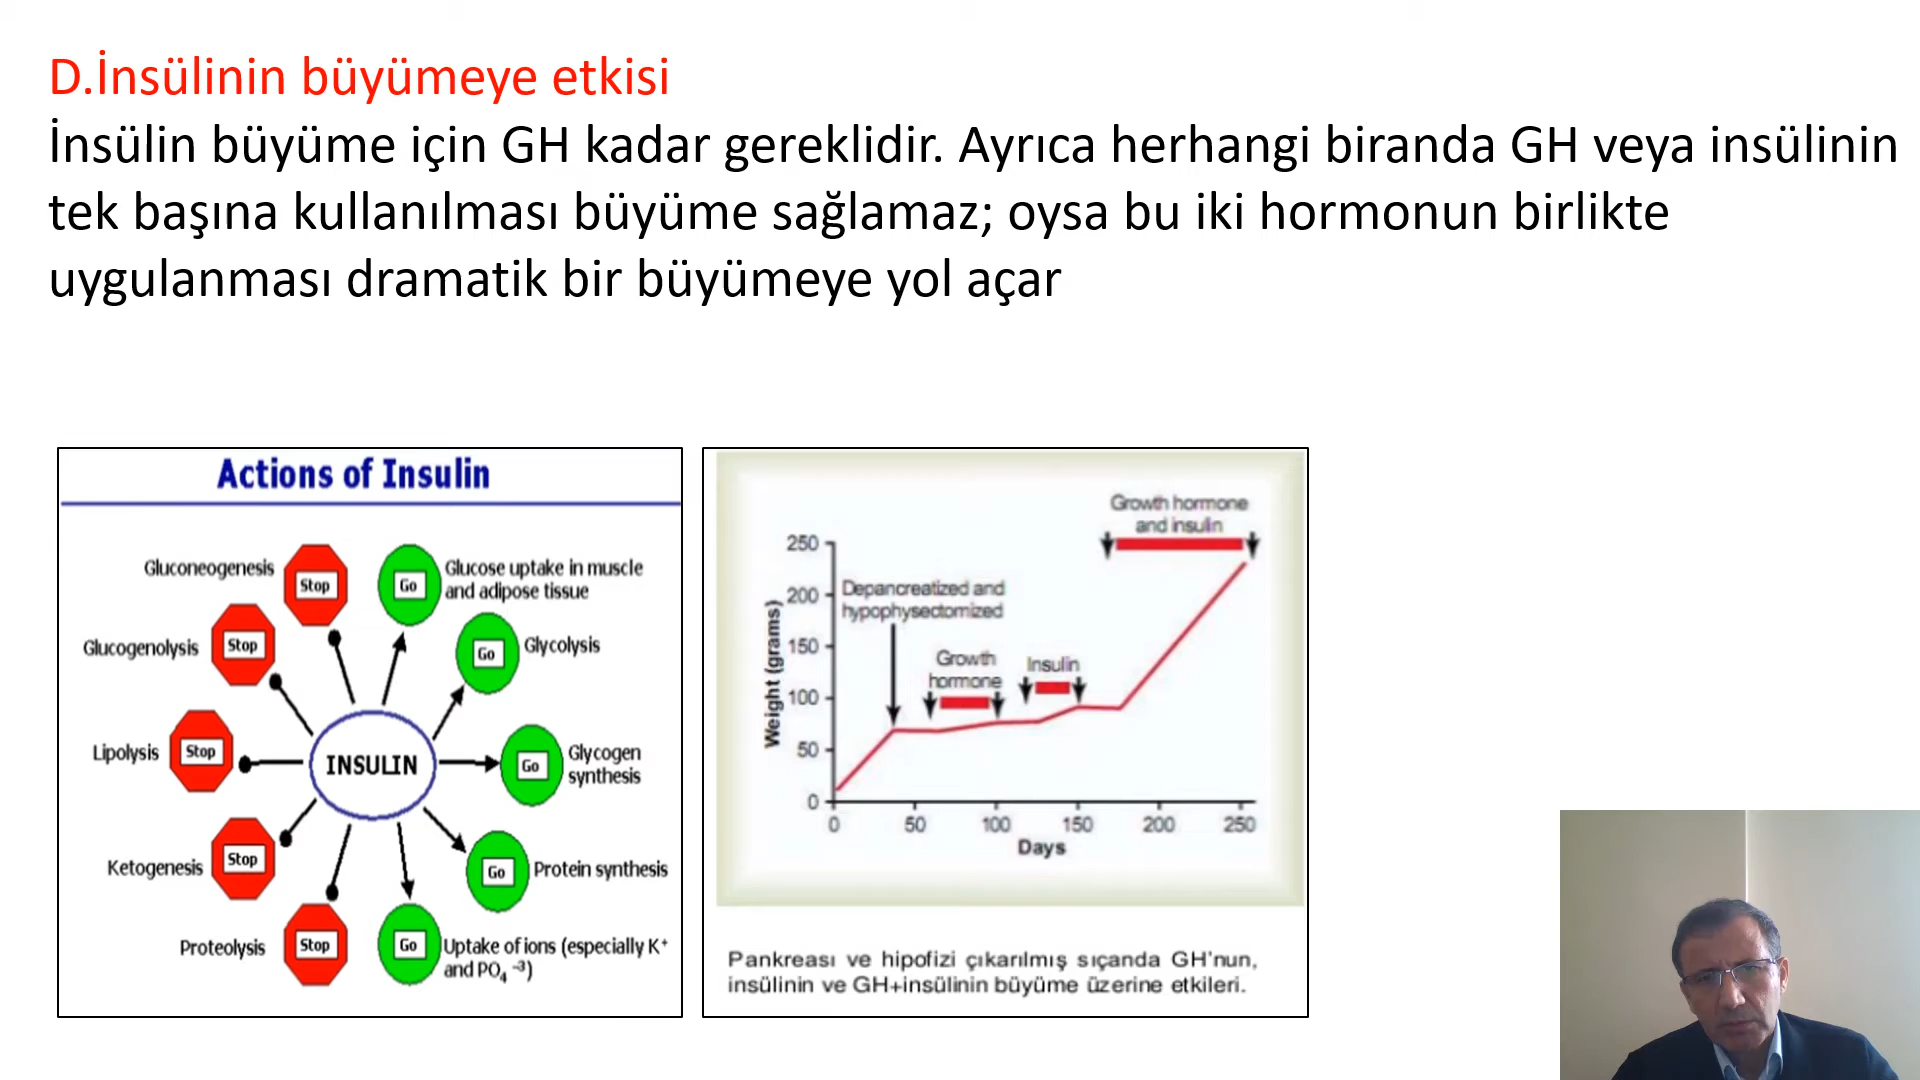 D.İnsülinin büyümeye etkisi
İnsülin büyüme için GH kadar gereklidir. Ayrıca herhangi biranda GH veya insülinin
tek başına kullanılması büyüme sağlamaz; oysa bu iki hormonun birlikte
uygulanması dramatik bir büyümeye yol açar
Actions of Insulin
Gluconeogenesis
Stop
Go
Glucose uptake in muscle
and adipose tissue
Glucogenolysis
Stop
Go
Glycolysis
Lipolysis
Stop
INSULIN
Go
Glycogen
synthesis
Ketogenesis
Stop
Go
Protein synthesis
Proteolysis
Stop
Go
Uptake of ions (especially K⁺
and PO₄ ⁻³)
Growth hormone
and insulin
Depancreatized and
hypophysectomized
Growth
hormone
Insulin
Weight (grams)
250
200
150
100
50
0
0 50 100 150 200 250
Days
Pankreası ve hipofizi çıkarılmış sıçanda GH'nun,
insülinin ve GH+insülinin büyüme üzerine etkileri.